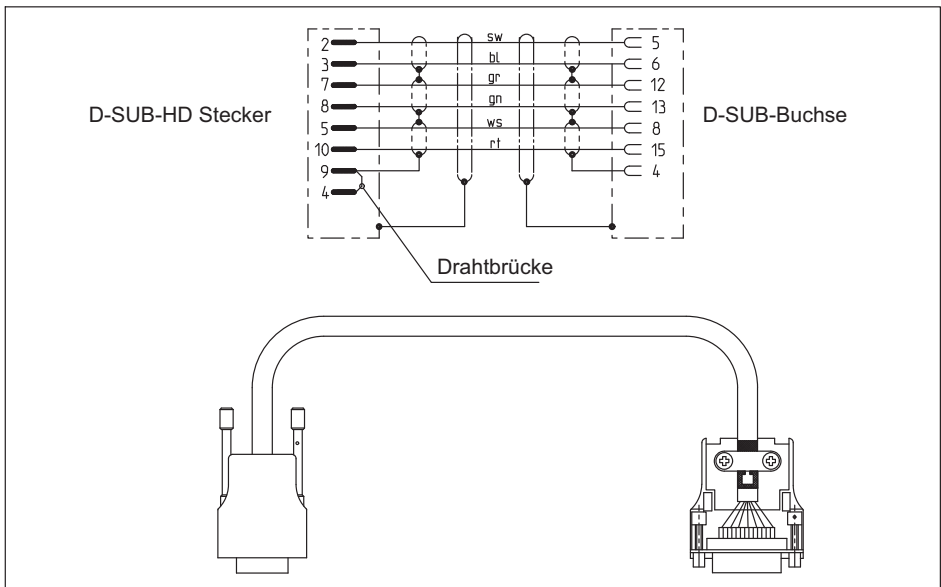 sw
2 5
bl
3 6
gr
7 12
gn
D-SUB-HD Stecker 8 13 D-SUB-Buchse
ws
5 8
rt
10 15
9 4
4
Drahtbrücke